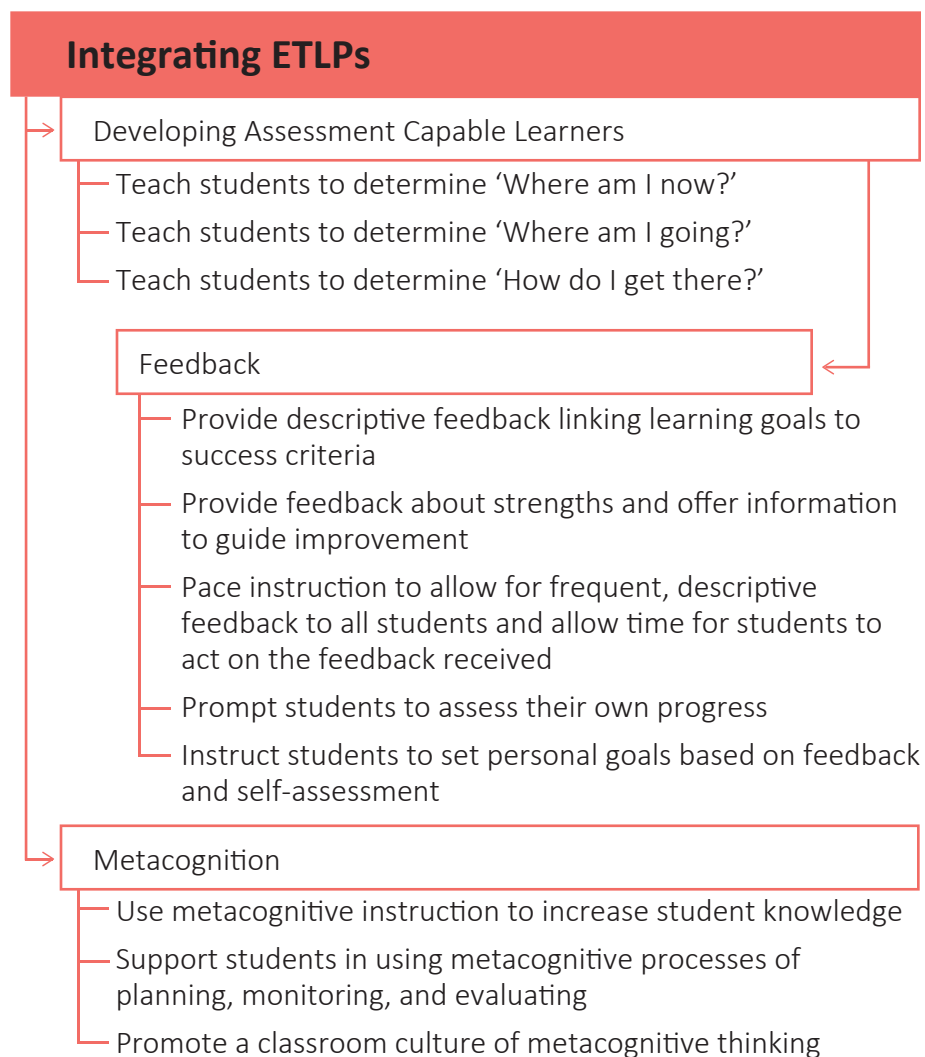 Integrating ETLPs
Developing Assessment Capable Learners
Teach students to determine ‘Where am I now?’
Teach students to determine ‘Where am I going?’
Teach students to determine ‘How do I get there?’
Feedback
Provide descriptive feedback linking learning goals to
success criteria
Provide feedback about strengths and offer information
to guide improvement
Pace instruction to allow for frequent, descriptive
feedback to all students and allow time for students to
act on the feedback received
Prompt students to assess their own progress
Instruct students to set personal goals based on feedback
and self-assessment
Metacognition
Use metacognitive instruction to increase student knowledge
Support students in using metacognitive processes of
planning, monitoring, and evaluating
Promote a classroom culture of metacognitive thinking